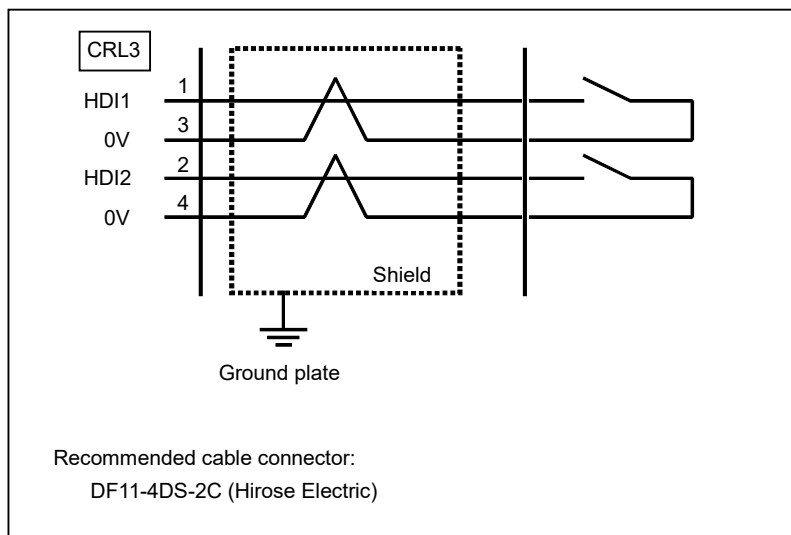 CRL3
HDI1 1
0V 3
HDI2 2
0V 4
Shield
Ground plate
Recommended cable connector:
DF11-4DS-2C (Hirose Electric)